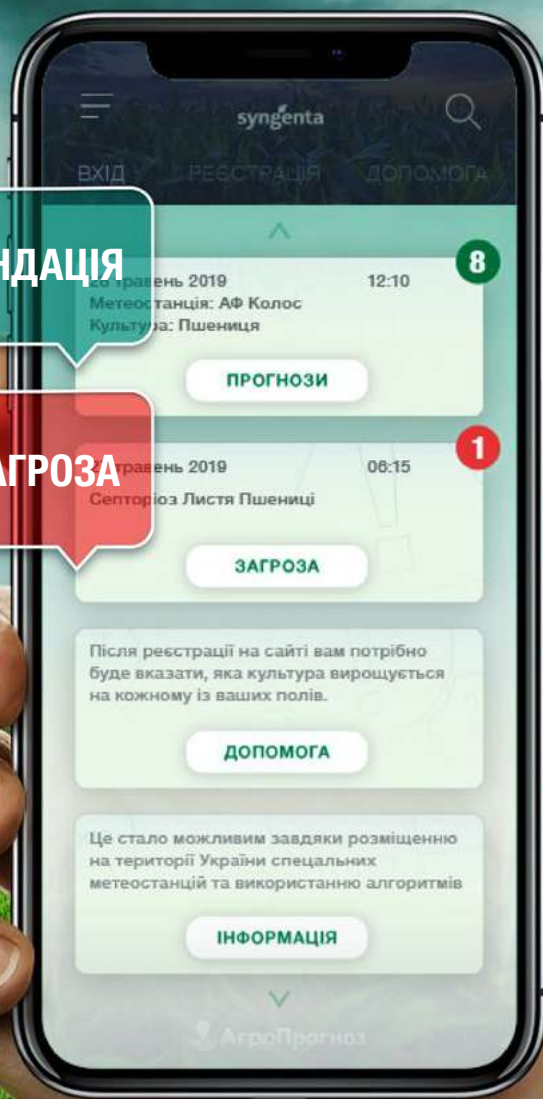 syngenta
ВХІД РЕЄСТРАЦІЯ ДОПОМОГА
НДАЦІЯ
8
травень 2019 12:10
Метеостанція: АФ Колос
Культура: Пшениця
ПРОГНОЗИ
АГРОЗА
1
травень 2019 06:15
Септоріоз Листя Пшениці
ЗАГРОЗА
Після реєстрації на сайті вам потрібно
буде вказати, яка культура вирощується
на кожному із ваших полів.
ДОПОМОГА
Це стало можливим завдяки розміщенню
на території України спецальних
метеостанцій та використанню алгоритмів
ІНФОРМАЦІЯ
АгроПрогноз